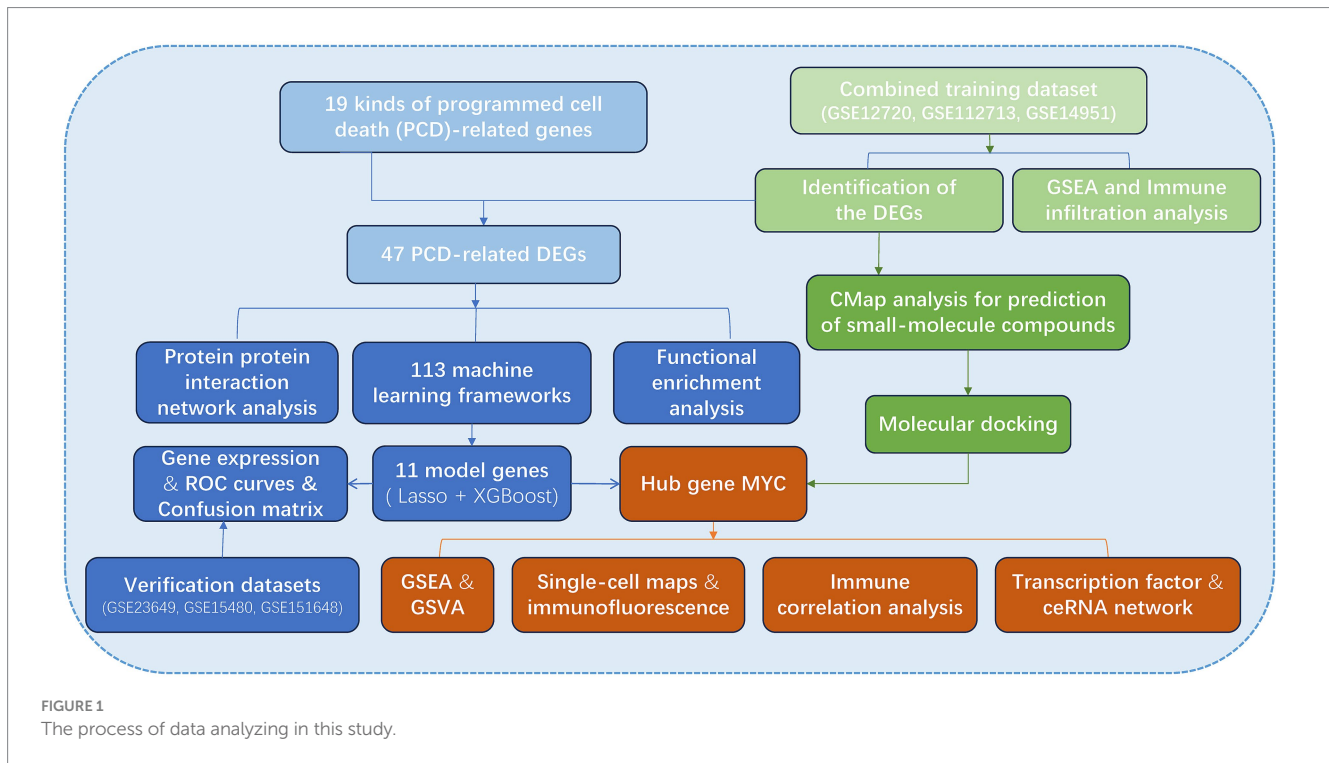 19 kinds of programmed cell
death (PCD)-related genes
Combined training dataset
(GSE12720, GSE112713, GSE14951)
Identification of
the DEGs
GSEA and Immune
infiltration analysis
47 PCD-related DEGs
CMap analysis for prediction
of small-molecule compounds
Protein protein
interaction
network analysis
113 machine
learning frameworks
Functional
enrichment
analysis
Molecular docking
Gene expression
& ROC curves &
Confusion matrix
11 model genes
( Lasso + XGBoost)
Hub gene MYC
Verification datasets
(GSE23649, GSE15480, GSE151648)
GSEA &
GSVA
Single-cell maps &
immunofluorescence
Immune
correlation analysis
Transcription factor &
ceRNA network
FIGURE 1
The process of data analyzing in this study.